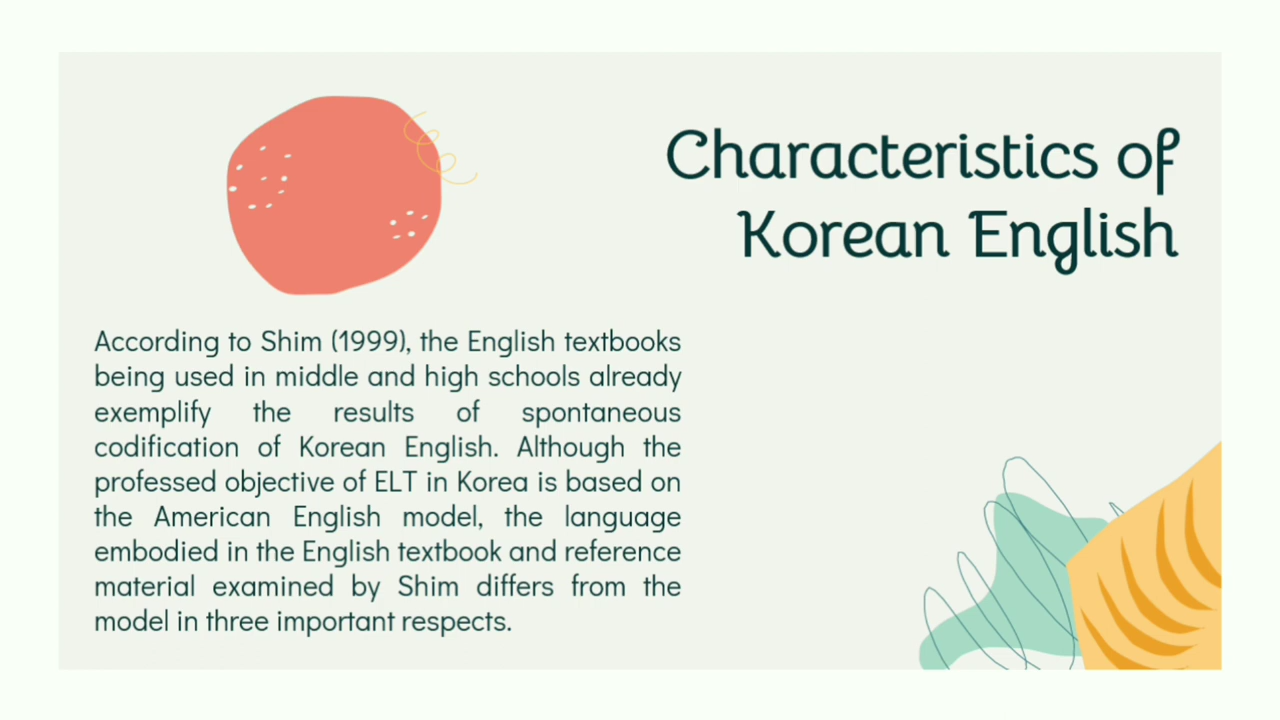 Characteristics of
Korean English
According to Shim (1999), the English textbooks
being used in middle and high schools already
exemplify the results of spontaneous
codification of Korean English. Although the
professed objective of ELT in Korea is based on
the American English model, the language
embodied in the English textbook and reference
material examined by Shim differs from the
model in three important respects.